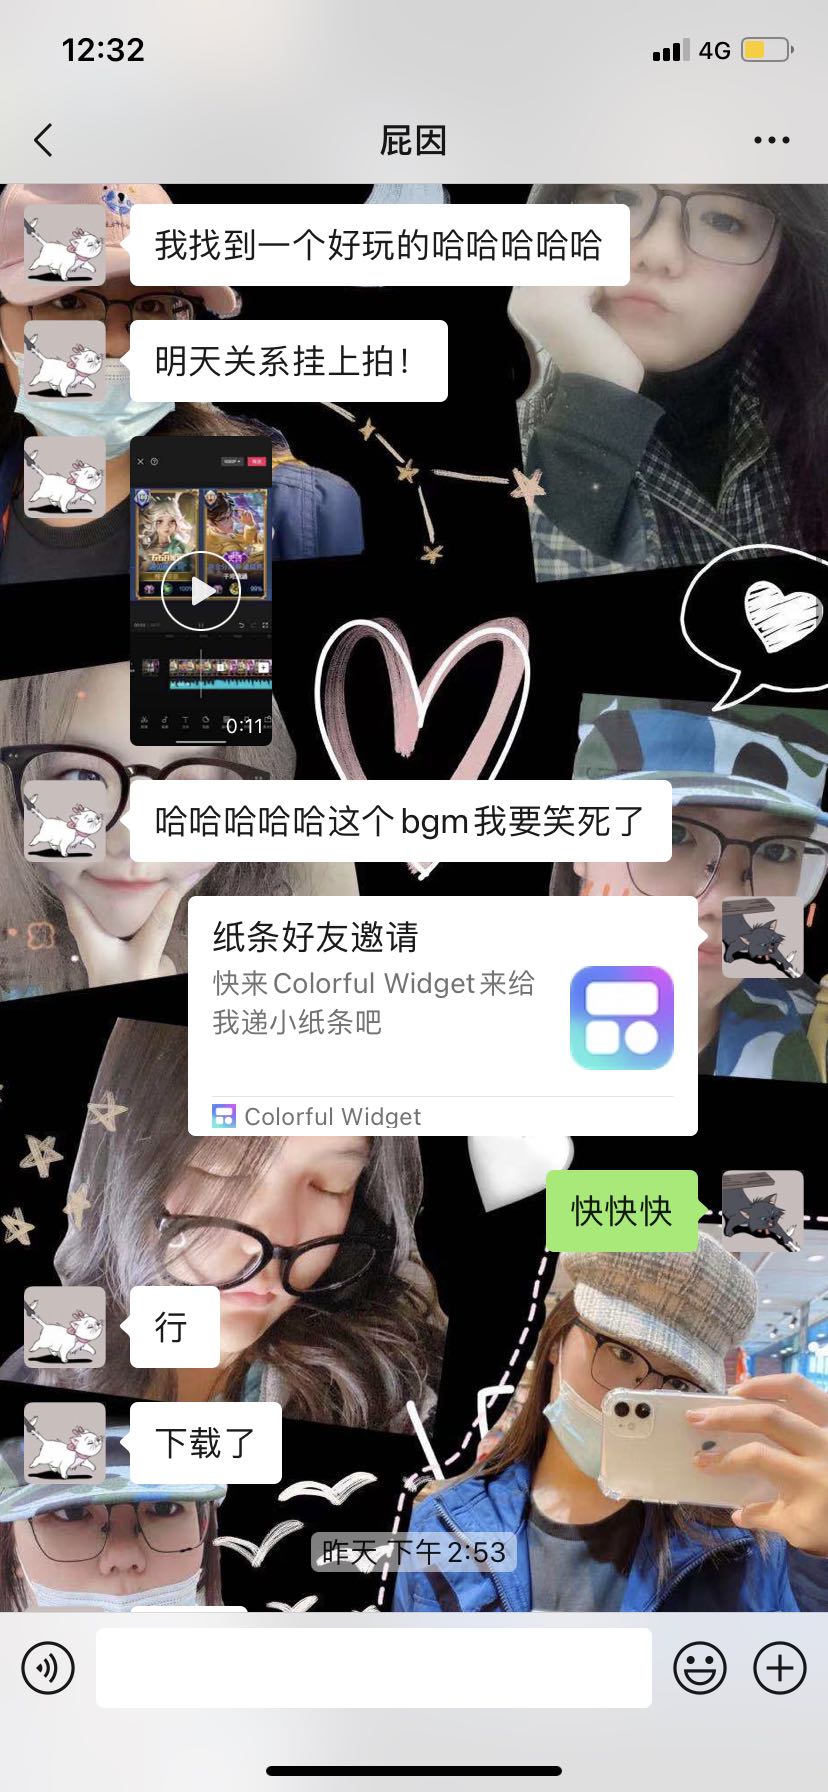 12:32
4G
屁因
我找到一个好玩的哈哈哈哈哈
明天关系挂上拍！
0:11
哈哈哈哈哈这个bgm我要笑死了
纸条好友邀请
快来Colorful Widget来给
我递小纸条吧
Colorful Widget
快快快
行
下载了
昨天 下午2:53